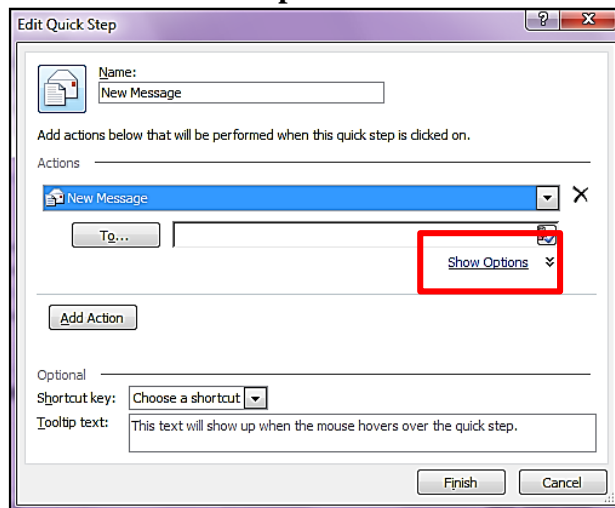 Edit Quick Step
Name:
New Message
Add actions below that will be performed when this quick step is clicked on.
Actions
New Message
To...
Show Options
Add Action
Optional
Shortcut key: Choose a shortcut
Tooltip text: This text will show up when the mouse hovers over the quick step.
Finish Cancel